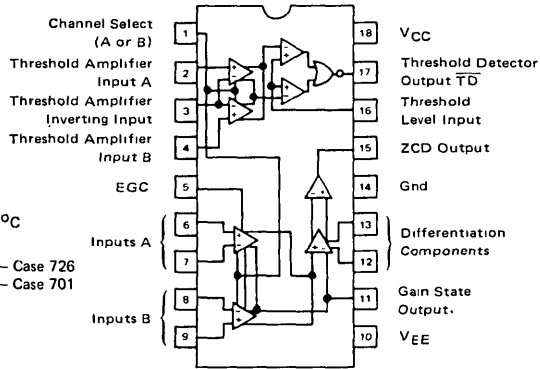 Channel Select
(A or B)
1
Threshold Amplifier
Input A
2
Threshold Amplifier
Inverting Input
3
Threshold Amplifier
Input B
4
EGC
5
Inputs A
6
7
Inputs B
8
9
18
VCC
17
Threshold Detector
Output TD
16
Threshold
Level Input
15
ZCD Output
14
Gnd
13
12
Differentiation
Components
11
Gain State
Output.
10
VEE
ºC
– Case 726
– Case 701